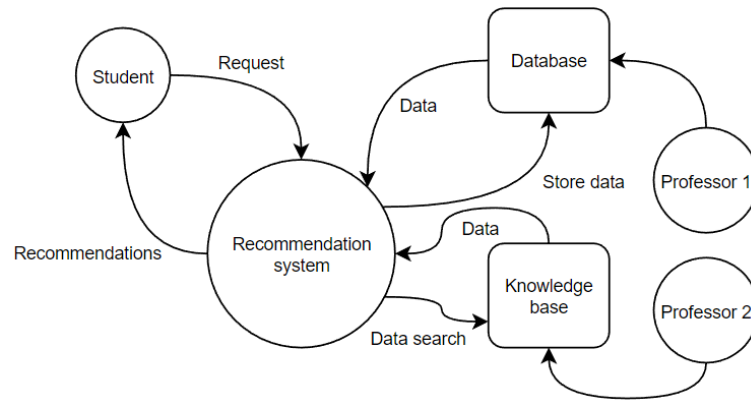 Student
Request
Database
Data
Professor 1
Store data
Recommendations
Recommendation
system
Data
Knowledge
base
Data search
Professor 2